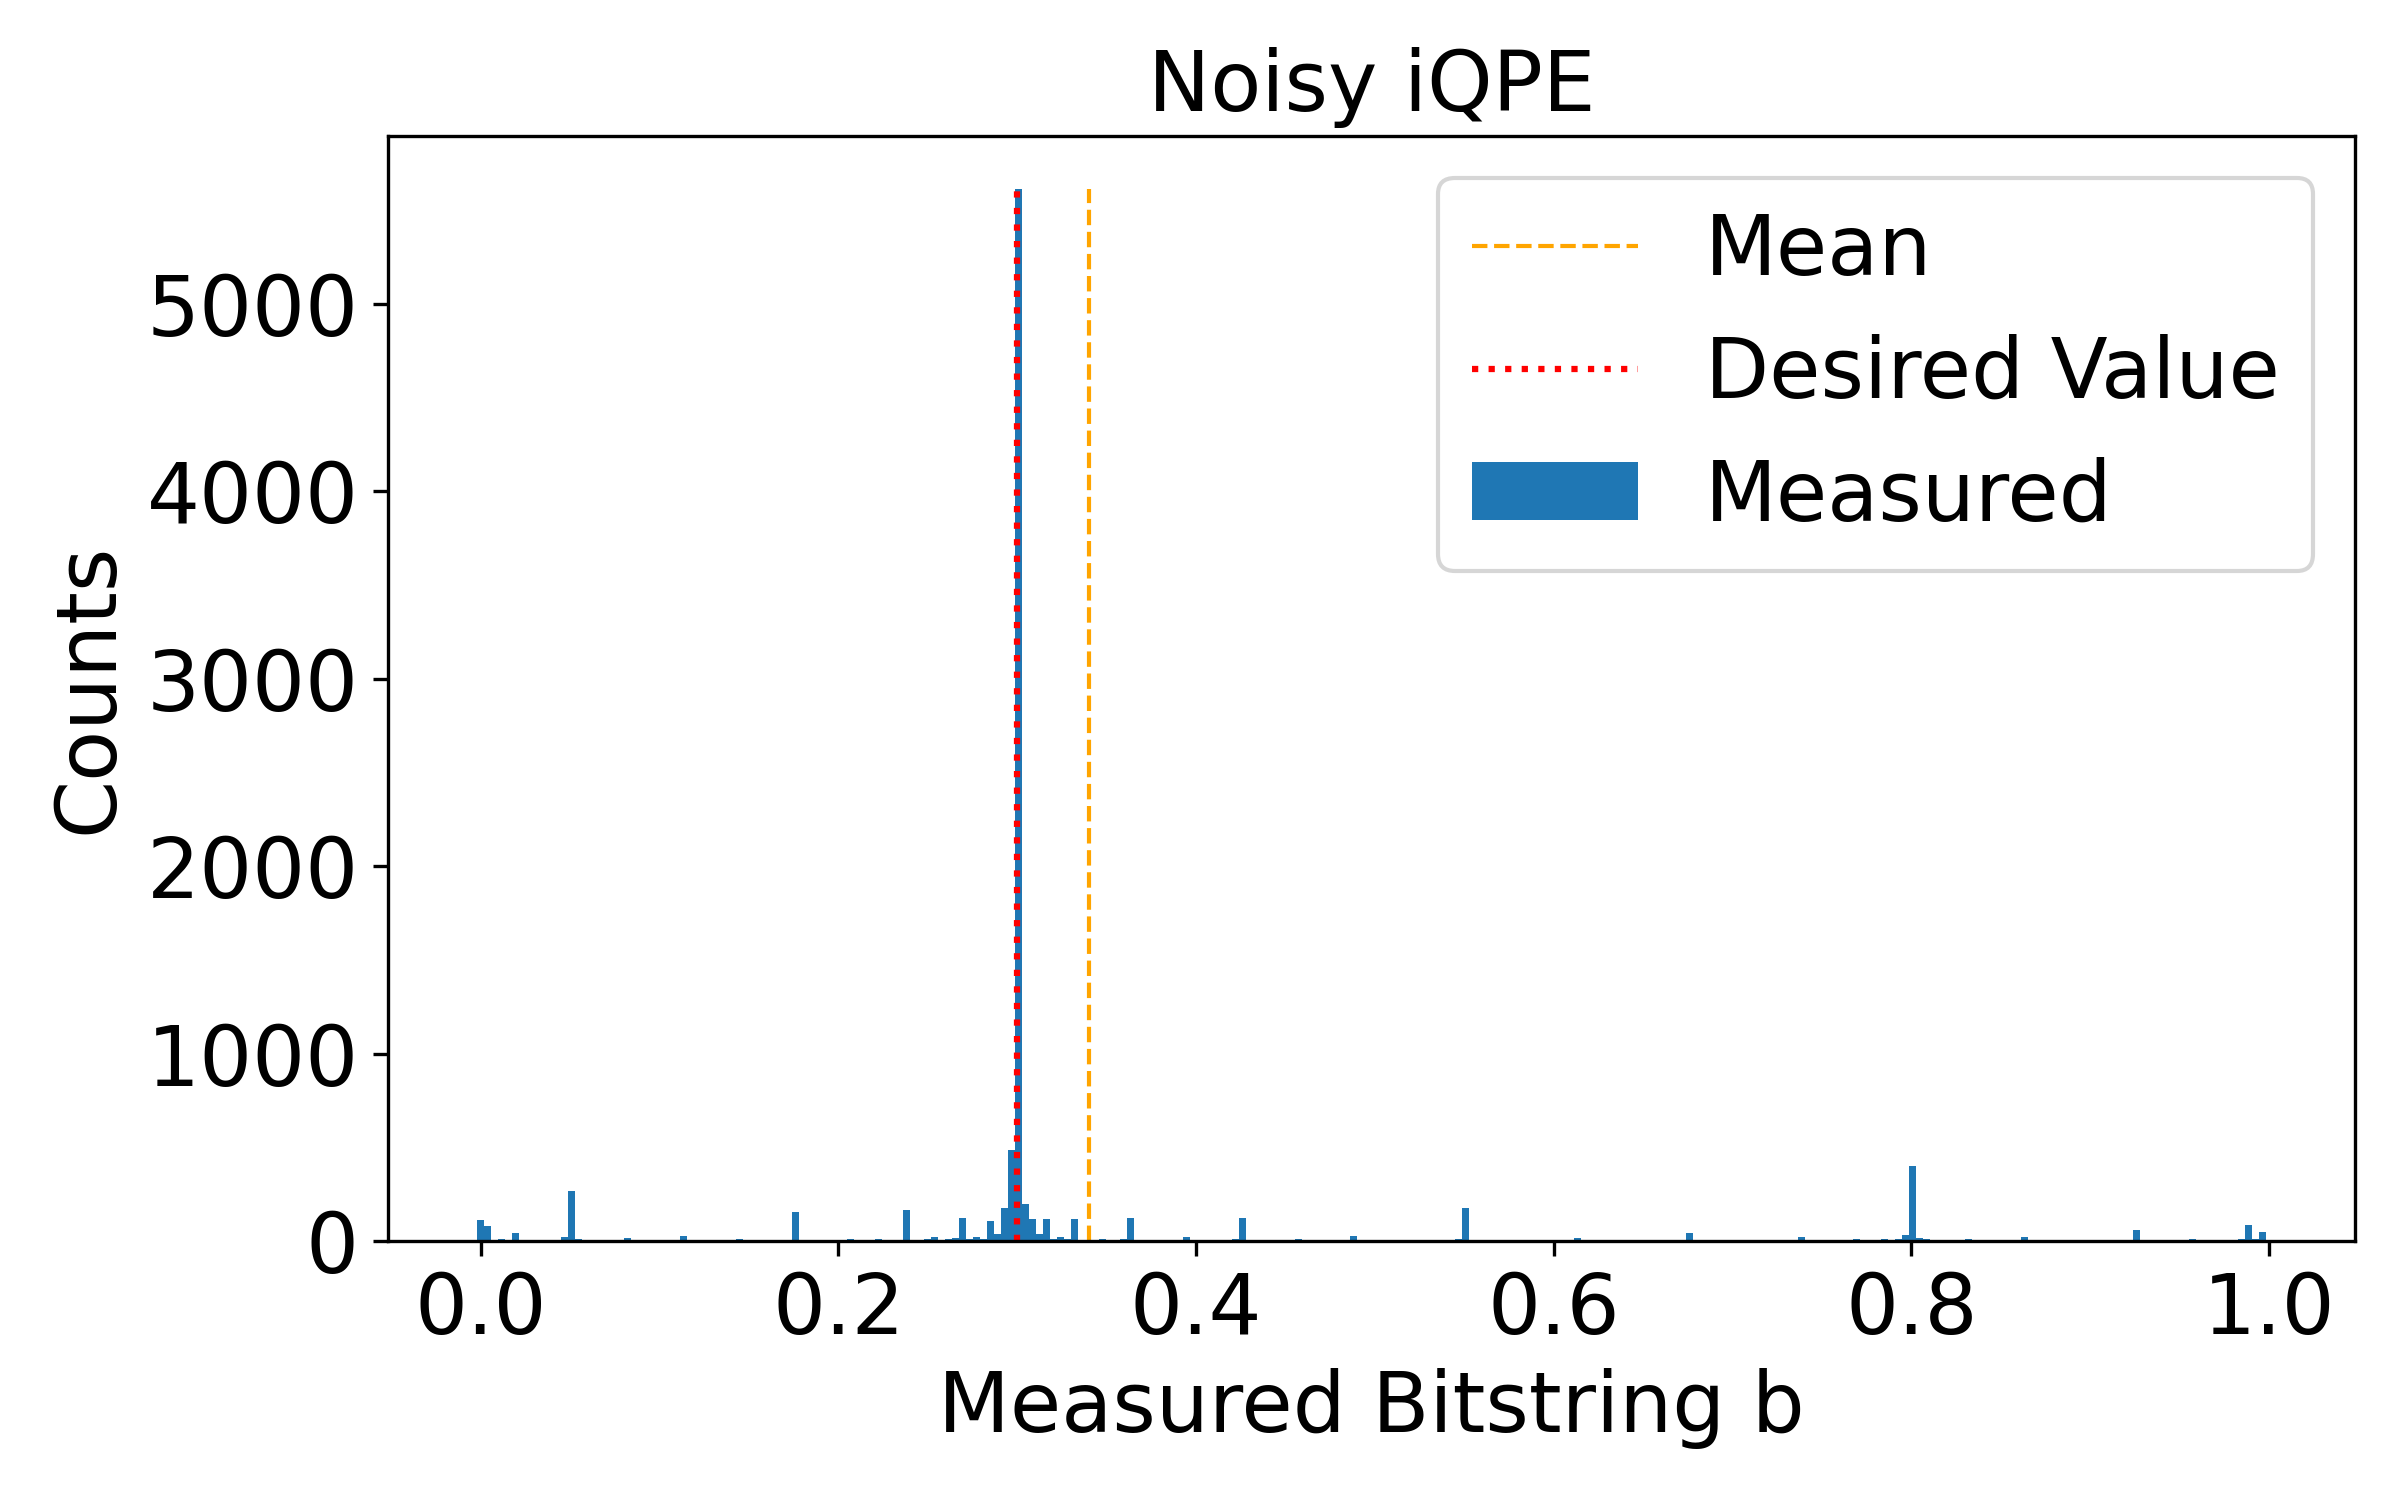 Noisy iQPE
Mean
Desired Value
Measured
Counts
5000
4000
3000
2000
1000
0
0.0 0.2 0.4 0.6 0.8 1.0
Measured Bitstring b